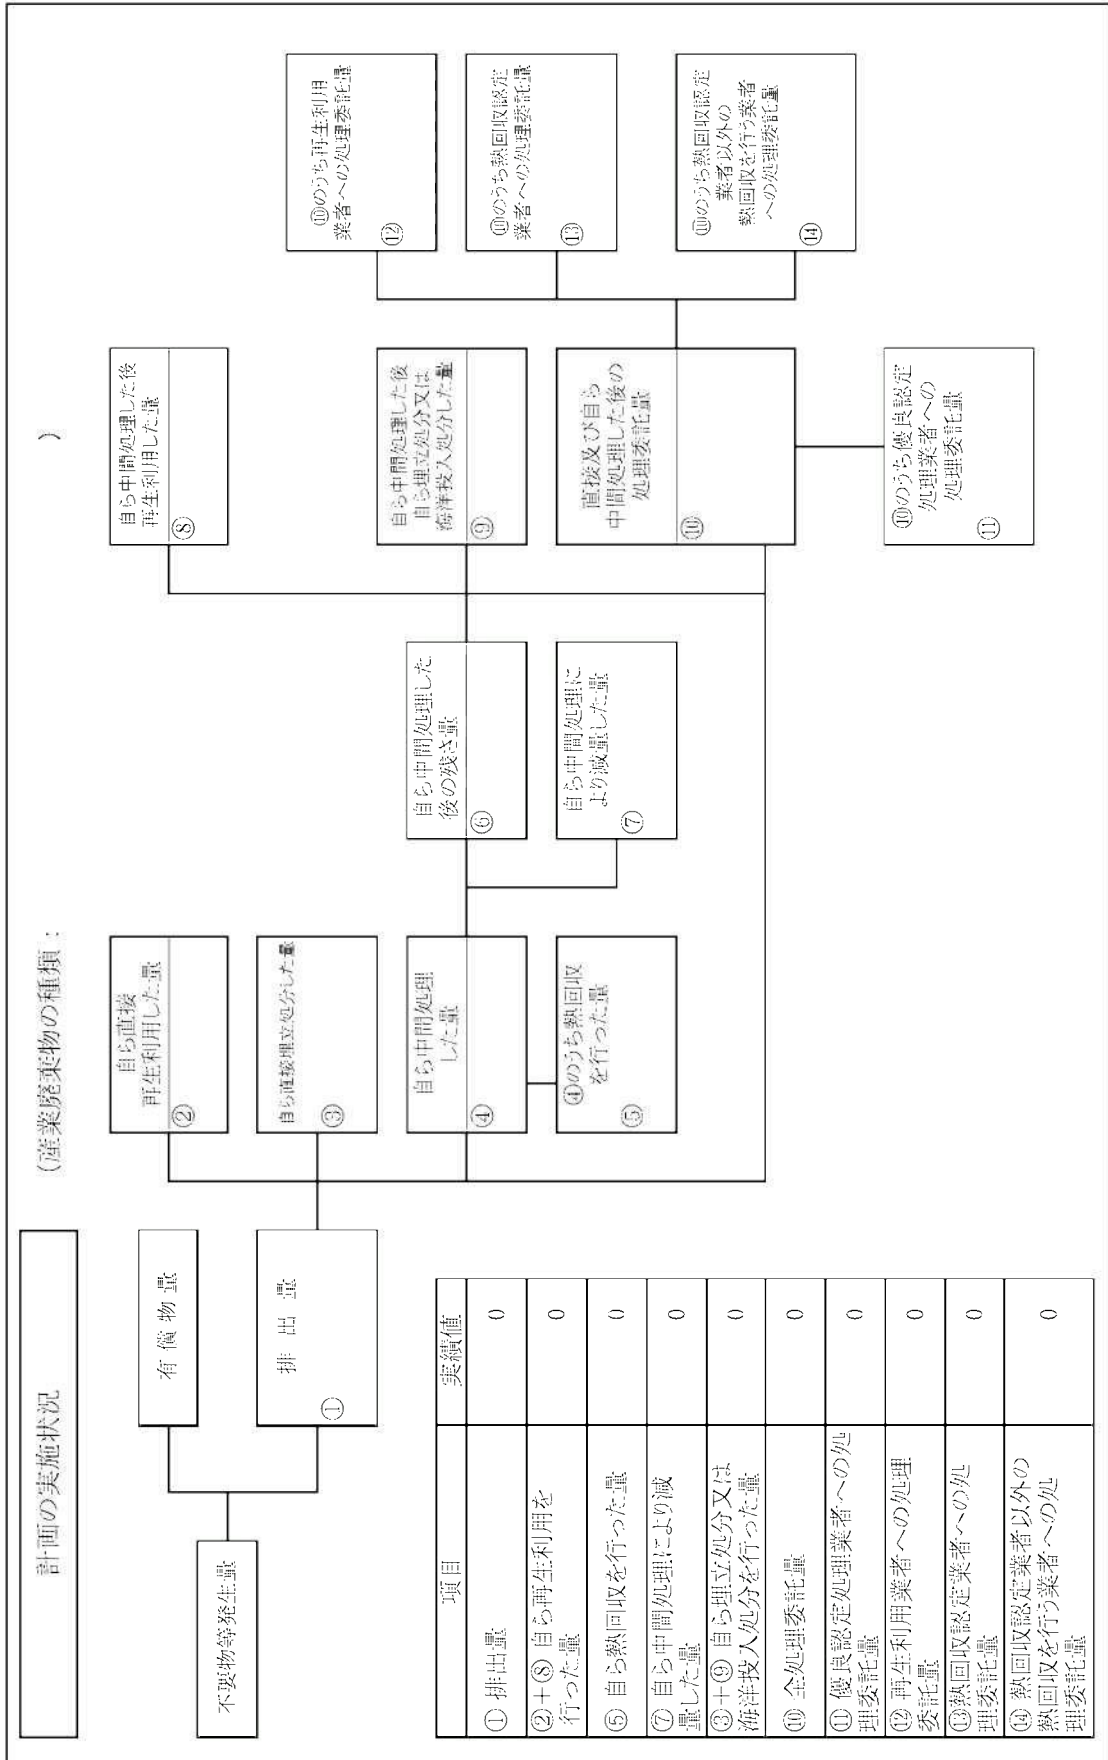 計画の実施状況
(産業廃棄物の種類：　　　　)
不要物等発生量
有償物量
排出量
①
自ら直接
再生利用した量
②
自ら直接埋立処分した量
③
自ら中間処理
した量
④
④のうち熱回収
を行った量
⑤
自ら中間処理した
後の残さ量
⑥
自ら中間処理に
より減量した量
⑦
自ら中間処理した後
再生利用した量
⑧
自ら中間処理した後
自ら埋立処分又は
海洋投入処分した量
⑨
直接及び自ら
中間処理した後の
処理委託量
⑩
⑩のうち優良認定
処理業者への
処理委託量
⑪
⑩のうち再生利用
業者への処理委託量
⑫
⑩のうち熱回収認定
業者への処理委託量
⑬
⑩のうち熱回収認定
業者以外の
熱回収を行う業者
への処理委託量
⑭
項目 実績値
①排出量 0
②+⑧ 自ら再生利用を
行った量 0
⑤ 自ら熱回収を行った量 0
⑦ 自ら中間処理により減
量した量 0
③+⑨ 自ら埋立処分又は
海洋投入処分を行った量 0
⑩ 全処理委託量 0
⑪ 優良認定処理業者への処
理委託量 0
⑫ 再生利用業者への処理
委託量 0
⑬熱回収認定業者への処
理委託量 0
⑭ 熱回収認定業者以外の
熱回収を行う業者への処
理委託量 0